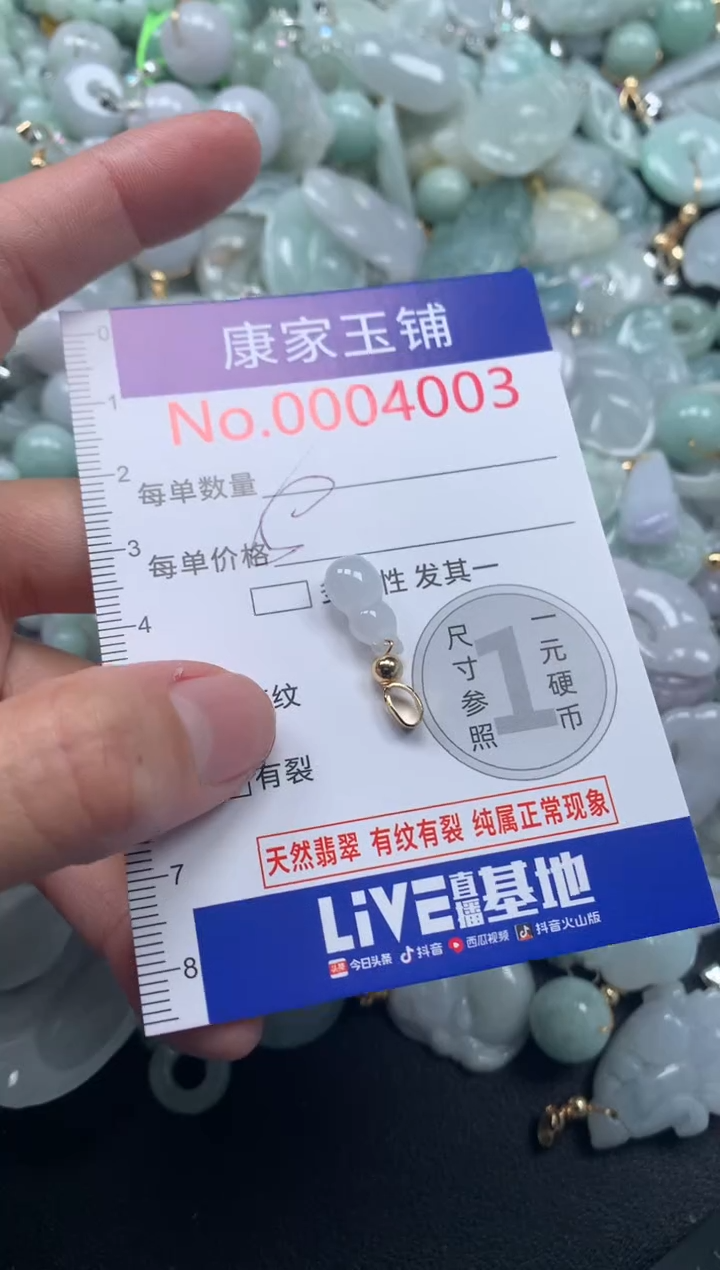 康家玉铺
No.0004003
0
1
2
3
4
7
8
每单数量
每单价格
性 发其一
尺寸参照
1
一元硬币
纹
有裂
天然翡翠 有纹有裂 纯属正常现象
LiVE直播基地
头条 今日头条 抖音 西瓜视频 抖音火山版